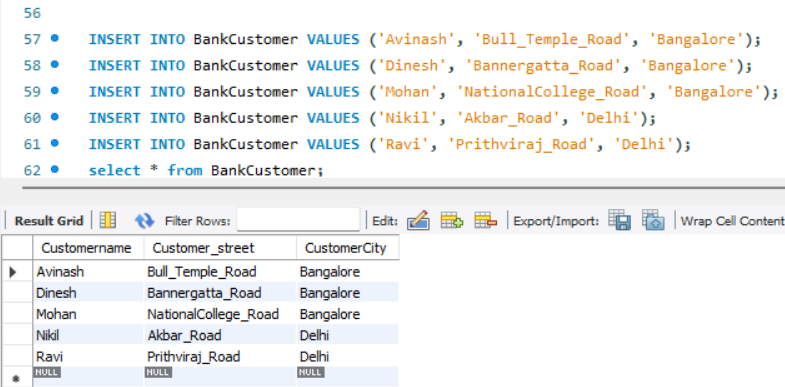 56
57 INSERT INTO BankCustomer VALUES ('Avinash', 'Bull_Temple_Road', 'Bangalore');
58 INSERT INTO BankCustomer VALUES ('Dinesh', 'Bannergatta_Road', 'Bangalore');
59 INSERT INTO BankCustomer VALUES ('Mohan', 'NationalCollege_Road', 'Bangalore');
60 INSERT INTO BankCustomer VALUES ('Nikil', 'Akbar_Road', 'Delhi');
61 INSERT INTO BankCustomer VALUES ('Ravi', 'Prithviraj_Road', 'Delhi');
62 select * from BankCustomer;
Result Grid Filter Rows: Edit: Export/Import: Wrap Cell Content
Customername Customer_street CustomerCity
Avinash Bull_Temple_Road Bangalore
Dinesh Bannergatta_Road Bangalore
Mohan NationalCollege_Road Bangalore
Nikil Akbar_Road Delhi
Ravi Prithviraj_Road Delhi
NULL NULL NULL